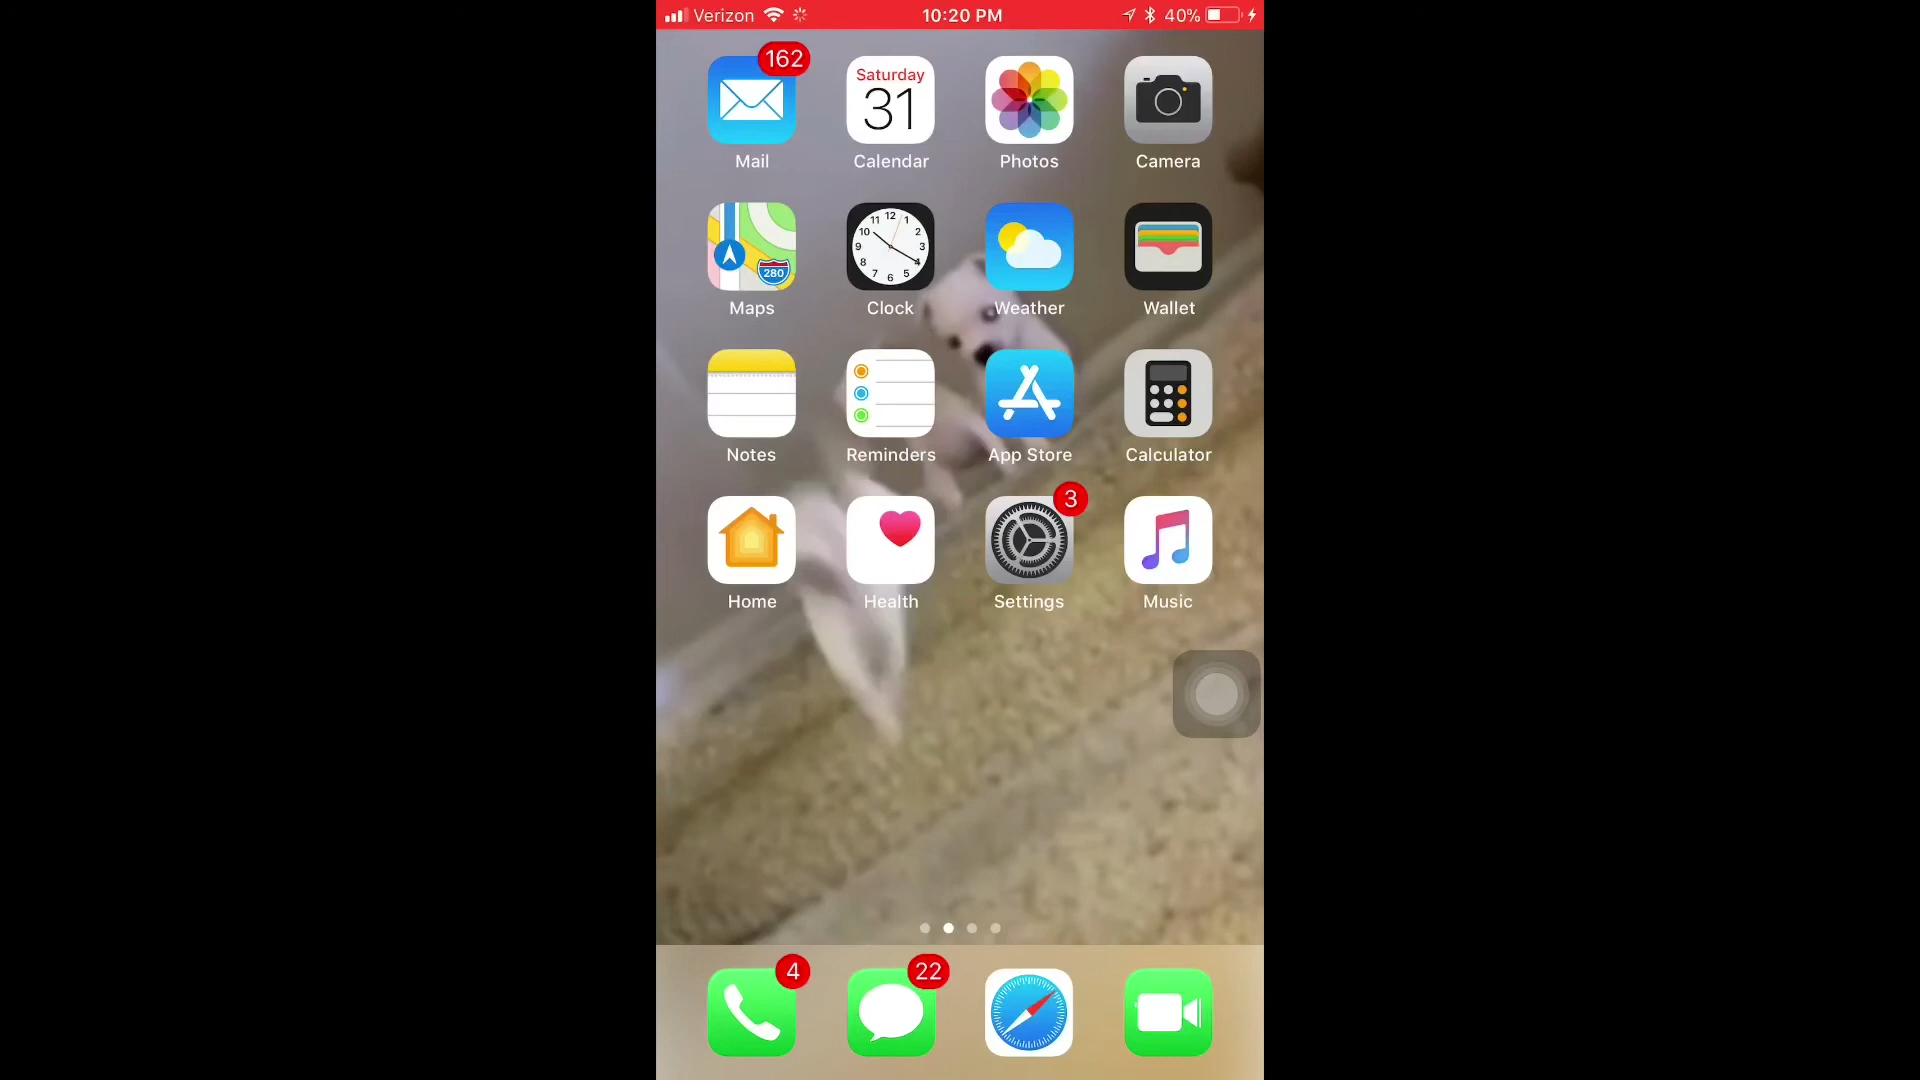 Verizon 10:20 PM 40%
162
Saturday
31
Mail Calendar Photos Camera
280
12
11 1
10 2
9 3
8 4
7 5
6
Maps Clock Weather Wallet
Notes Reminders App Store Calculator
3
Home Health Settings Music
4 22